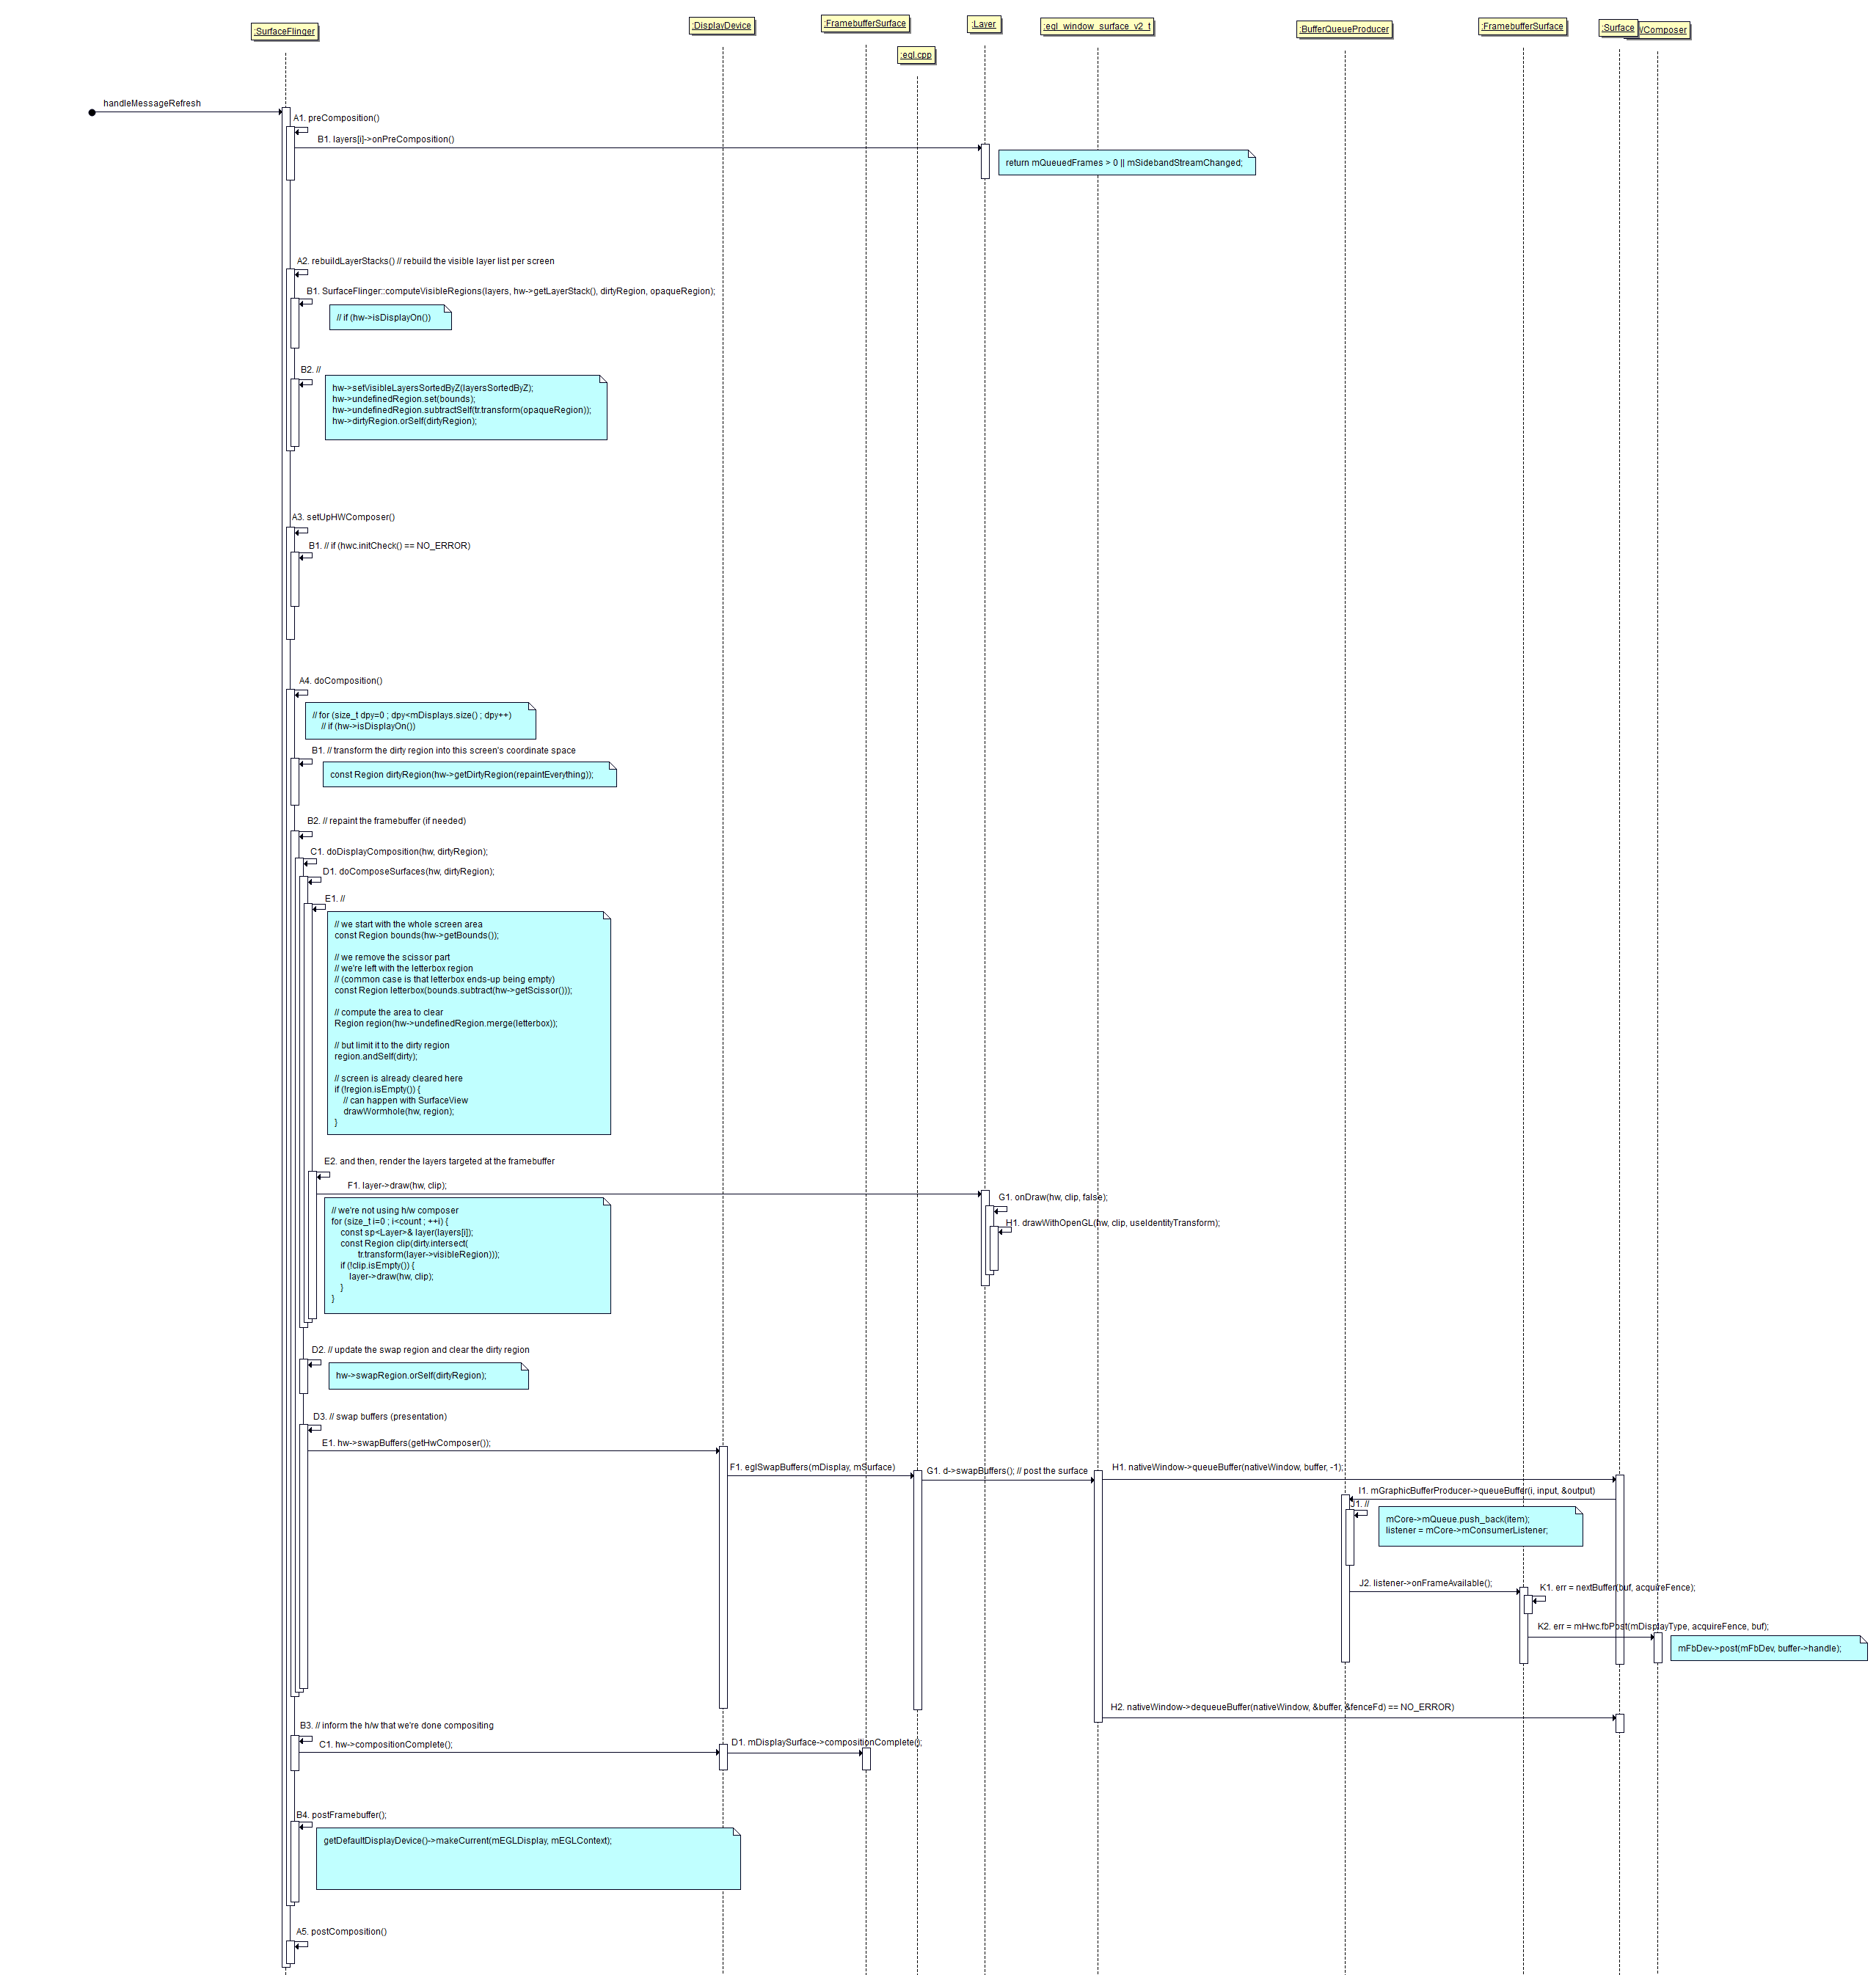 :SurfaceFlinger
:DisplayDevice
:FramebufferSurface
:egl.cpp
:Layer
:egl_window_surface_v2_t
:BufferQueueProducer
:FramebufferSurface
:Surface
/Composer
handleMessageRefresh
A1. preComposition()
B1. layers[i]->onPreComposition()
return mQueuedFrames > 0 || mSidebandStreamChanged;
A2. rebuildLayerStacks() // rebuild the visible layer list per screen
B1. SurfaceFlinger::computeVisibleRegions(layers, hw->getLayerStack(), dirtyRegion, opaqueRegion);
// if (hw->isDisplayOn())
B2. //
hw->setVisibleLayersSortedByZ(layersSortedByZ);
hw->undefinedRegion.set(bounds);
hw->undefinedRegion.subtractSelf(tr.transform(opaqueRegion));
hw->dirtyRegion.orSelf(dirtyRegion);
A3. setUpHWComposer()
B1. // if (hwc.initCheck() == NO_ERROR)
A4. doComposition()
// for (size_t dpy=0 ; dpy<mDisplays.size() ; dpy++)
// if (hw->isDisplayOn())
B1. // transform the dirty region into this screen's coordinate space
const Region dirtyRegion(hw->getDirtyRegion(repaintEverything));
B2. // repaint the framebuffer (if needed)
C1. doDisplayComposition(hw, dirtyRegion);
D1. doComposeSurfaces(hw, dirtyRegion);
E1. //
// we start with the whole screen area
const Region bounds(hw->getBounds());
// we remove the scissor part
// we're left with the letterbox region
// (common case is that letterbox ends-up being empty)
const Region letterbox(bounds.subtract(hw->getScissor()));
// compute the area to clear
Region region(hw->undefinedRegion.merge(letterbox));
// but limit it to the dirty region
region.andSelf(dirty);
// screen is already cleared here
if (!region.isEmpty()) {
// can happen with SurfaceView
drawWormhole(hw, region);
}
E2. and then, render the layers targeted at the framebuffer
F1. layer->draw(hw, clip);
G1. onDraw(hw, clip, false);
H1. drawWithOpenGL(hw, clip, useIdentityTransform);
// we're not using h/w composer
for (size_t i=0 ; i<count ; ++i) {
const sp<Layer>& layer(layers[i]);
const Region clip(dirty.intersect(
tr.transform(layer->visibleRegion)));
if (!clip.isEmpty()) {
layer->draw(hw, clip);
}
}
D2. // update the swap region and clear the dirty region
hw->swapRegion.orSelf(dirtyRegion);
D3. // swap buffers (presentation)
E1. hw->swapBuffers(getHwComposer());
F1. eglSwapBuffers(mDisplay, mSurface)
G1. d->swapBuffers(); // post the surface
H1. nativeWindow->queueBuffer(nativeWindow, buffer, -1);
I1. mGraphicBufferProducer->queueBuffer(i, input, &output)
J1. //
mCore->mQueue.push_back(item);
listener = mCore->mConsumerListener;
J2. listener->onFrameAvailable();
K1. err = nextBuffer(buf, acquireFence);
K2. err = mHwc.fbPost(mDisplayType, acquireFence, buf);
mFbDev->post(mFbDev, buffer->handle);
H2. nativeWindow->dequeueBuffer(nativeWindow, &buffer, &fenceFd) == NO_ERROR)
B3. // inform the h/w that we're done compositing
C1. hw->compositionComplete();
D1. mDisplaySurface->compositionComplete();
B4. postFramebuffer();
getDefaultDisplayDevice()->makeCurrent(mEGLDisplay, mEGLContext);
A5. postComposition()